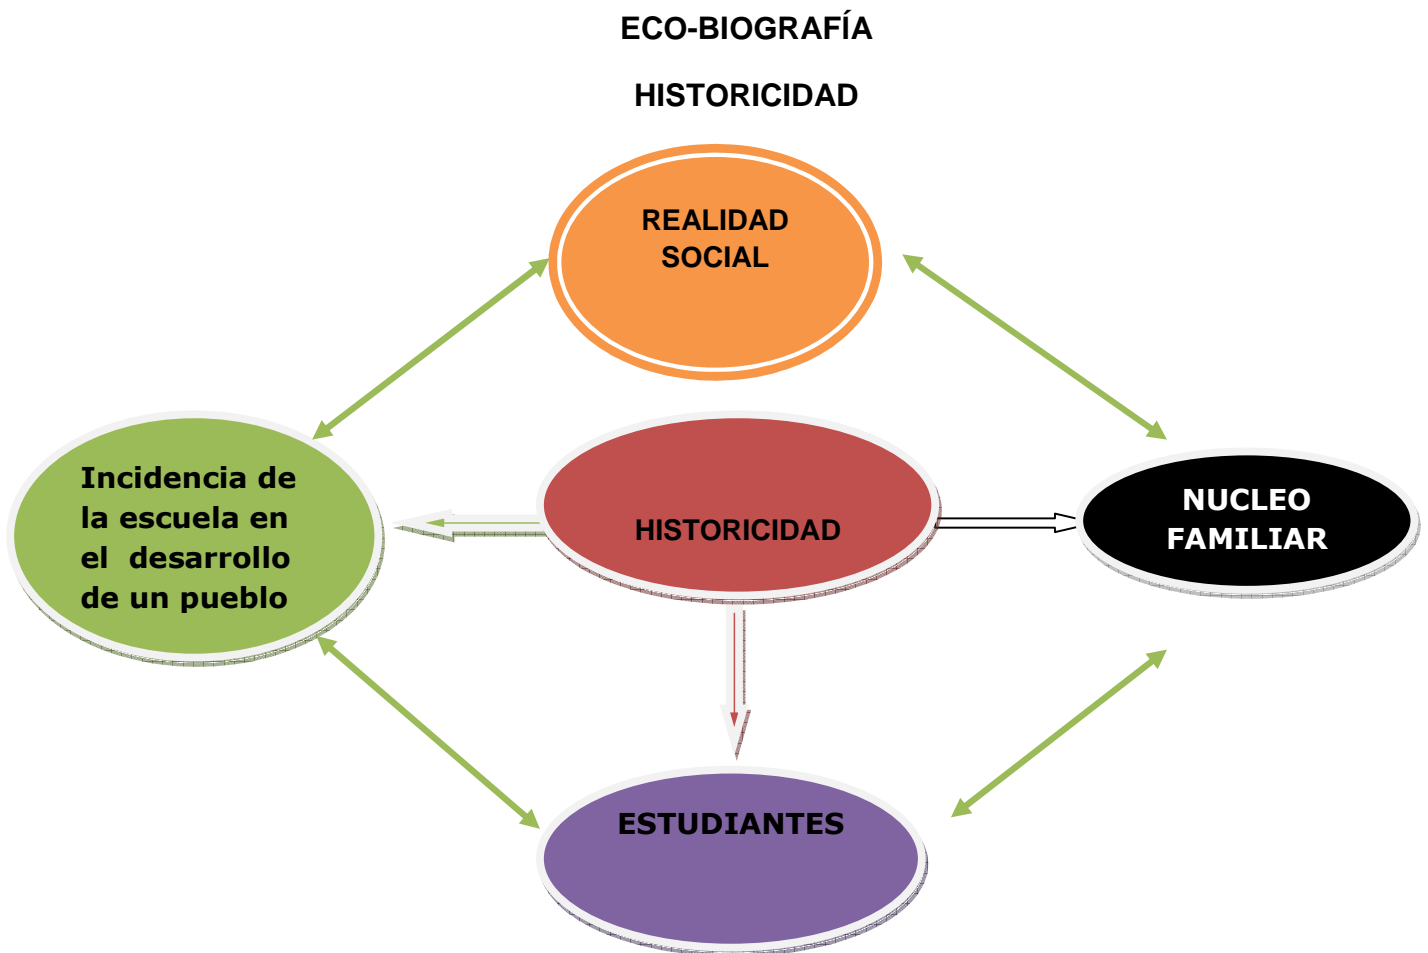 ECO-BIOGRAFÍA
HISTORICIDAD
REALIDAD
SOCIAL
Incidencia de
la escuela en
el desarrollo
de un pueblo
HISTORICIDAD
NUCLEO
FAMILIAR
ESTUDIANTES